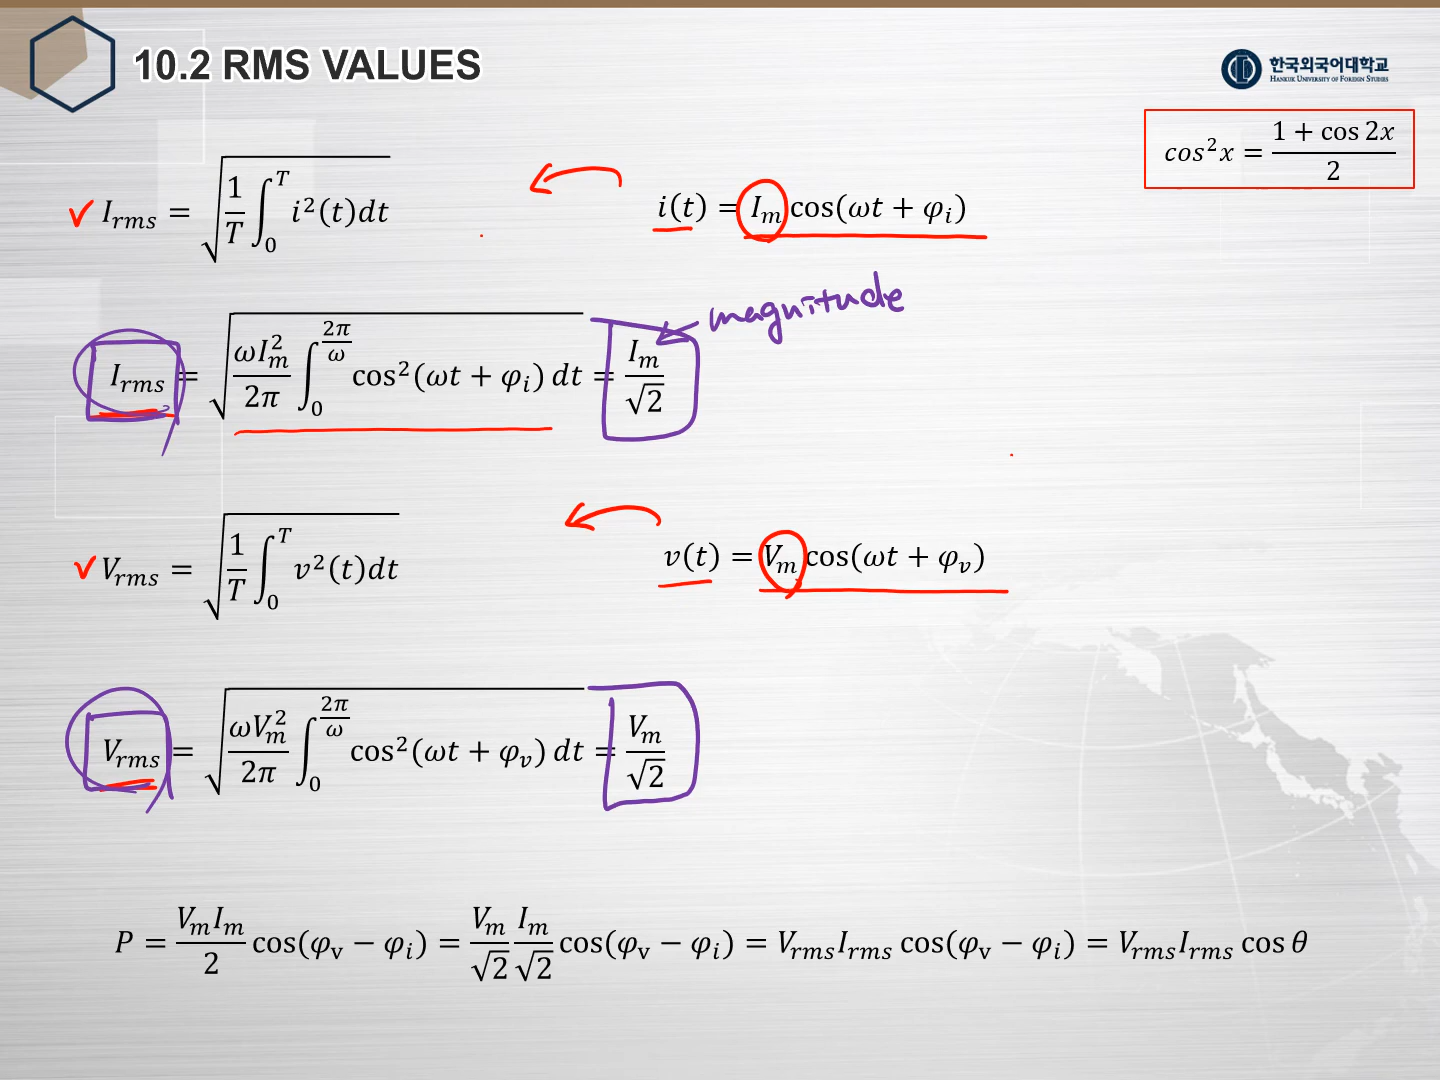 10.2 RMS VALUES
한국외국어대학교
HANKUK UNIVERSITY OF FOREIGN STUDIES
cos²x = (1 + cos 2x)/2
✓ I_rms = √( (1/T) ∫₀ᵀ i²(t)dt )
i(t) = I_m cos(ωt + φ_i)
magnitude
I_rms = √( (ωI_m²/2π) ∫₀^(2π/ω) cos²(ωt + φ_i) dt ) = I_m/√2
✓ V_rms = √( (1/T) ∫₀ᵀ v²(t)dt )
v(t) = V_m cos(ωt + φ_v)
V_rms = √( (ωV_m²/2π) ∫₀^(2π/ω) cos²(ωt + φ_v) dt ) = V_m/√2
P = (V_m I_m/2) cos(φ_v − φ_i) = (V_m/√2)(I_m/√2) cos(φ_v − φ_i) = V_rms I_rms cos(φ_v − φ_i) = V_rms I_rms cos θ